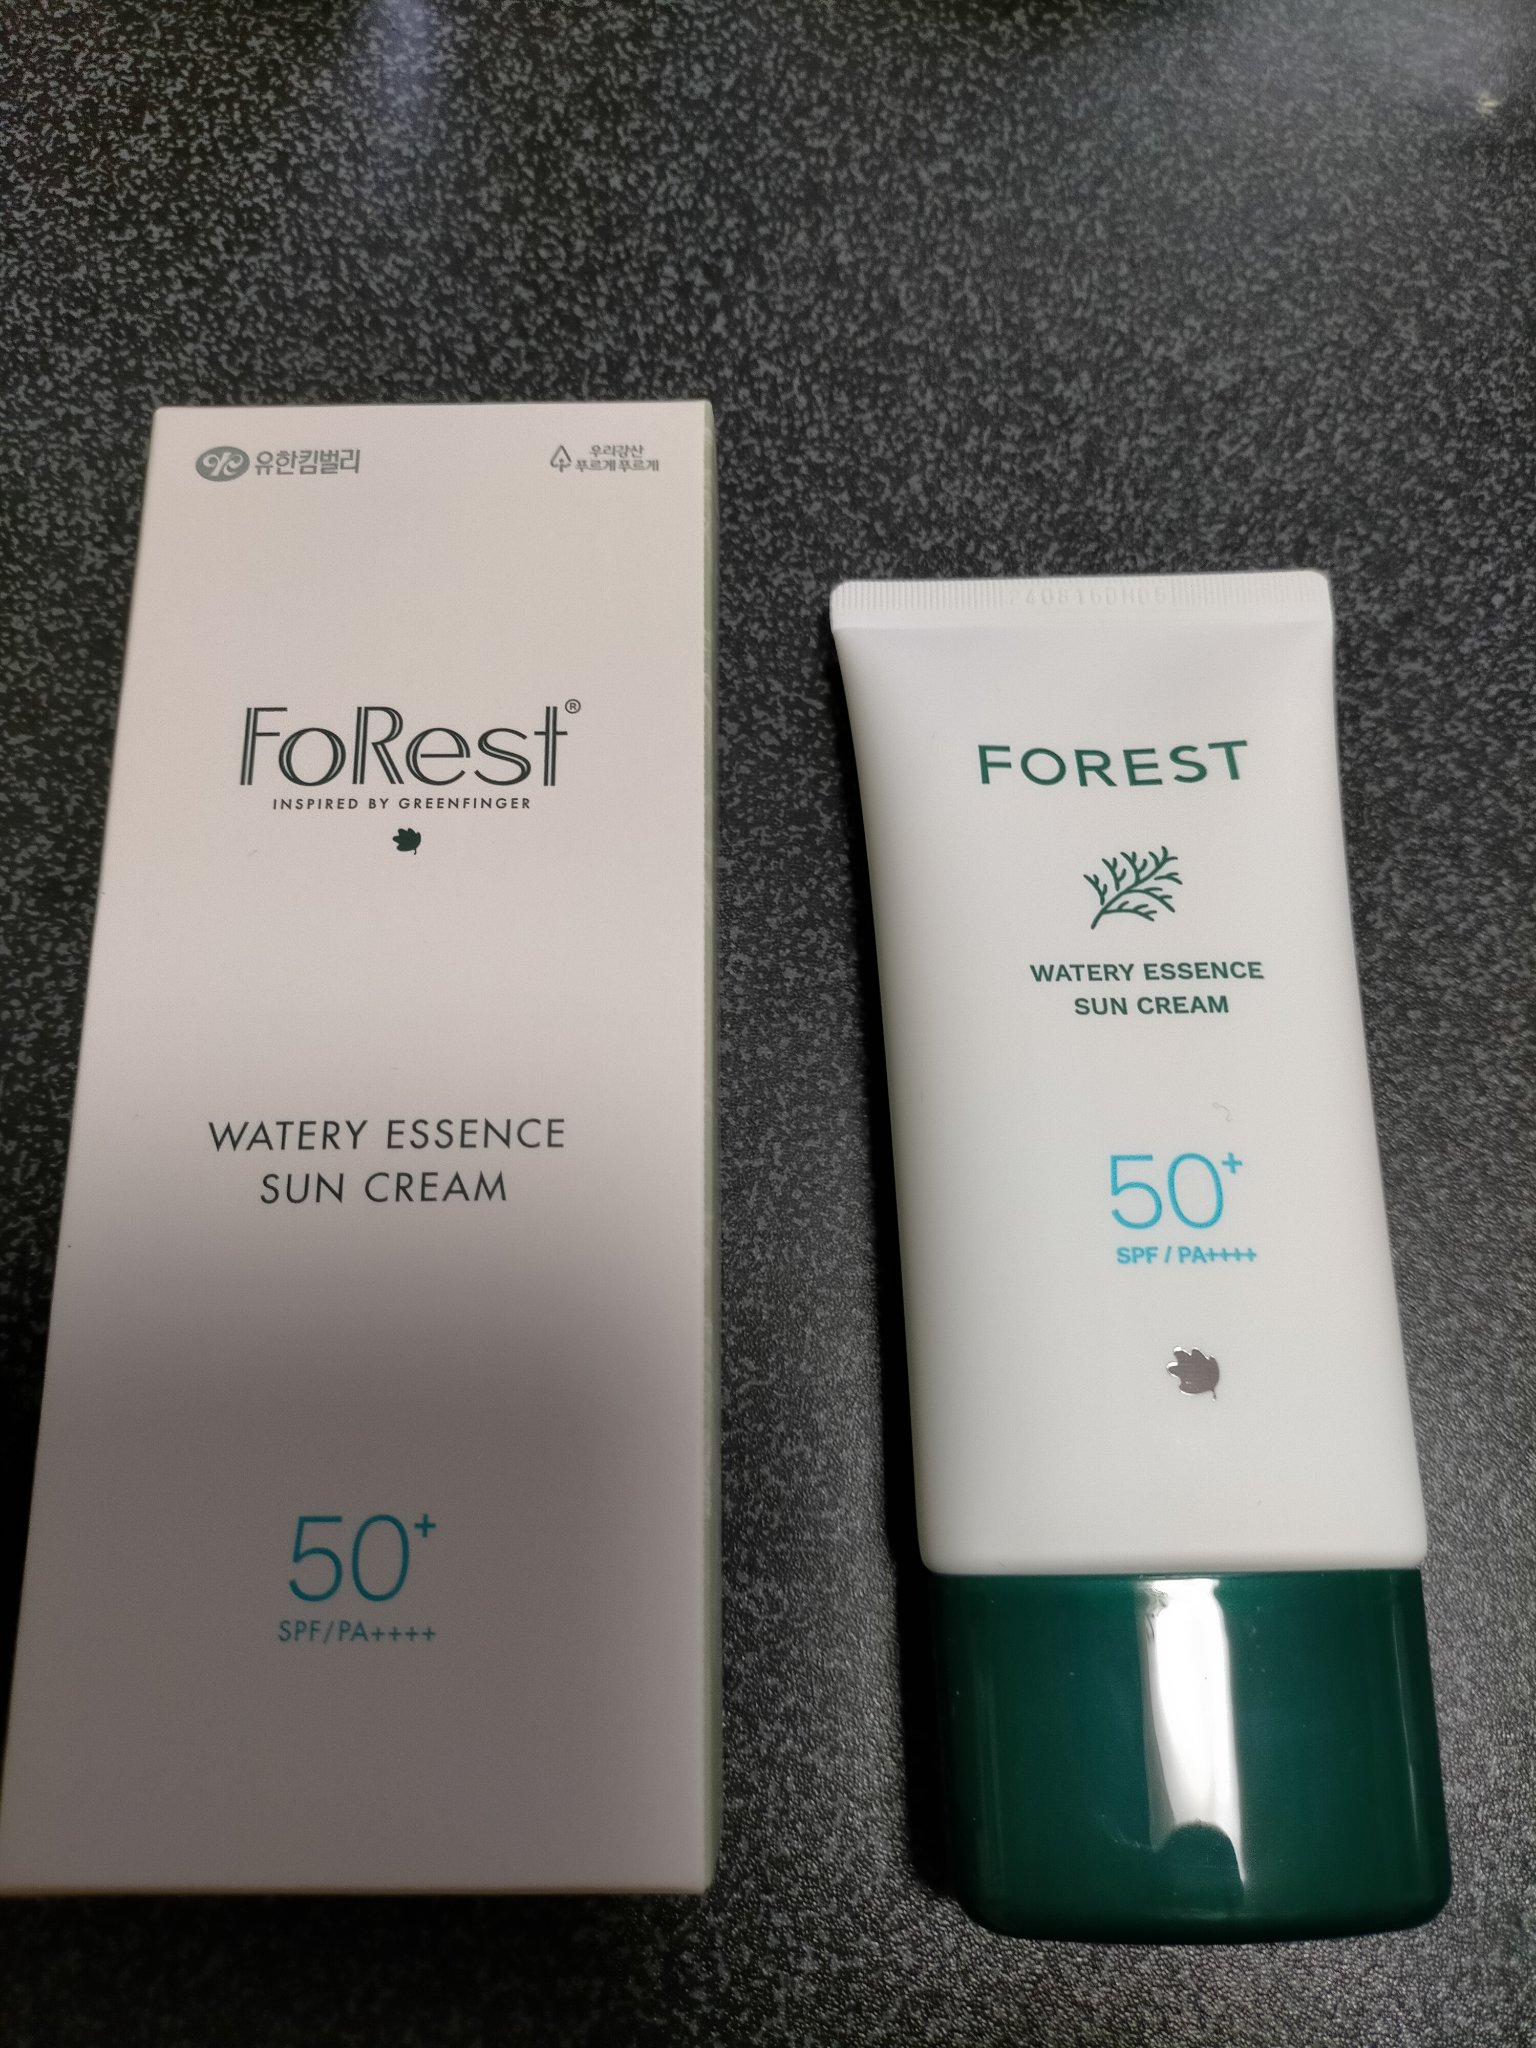 유한킴벌리
우리강산
푸르게 푸르게
FoRest®
INSPIRED BY GREENFINGER
WATERY ESSENCE
SUN CREAM
50+
SPF/PA++++
FOREST
WATERY ESSENCE
SUN CREAM
50+
SPF / PA++++